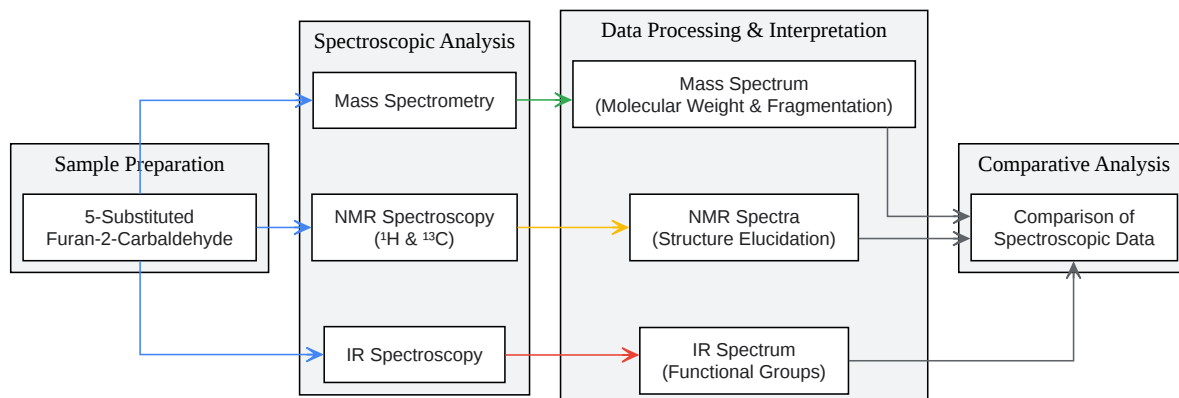 Sample Preparation
5-Substituted
Furan-2-Carbaldehyde
Spectroscopic Analysis
Mass Spectrometry
NMR Spectroscopy
(¹H & ¹³C)
IR Spectroscopy
Data Processing & Interpretation
Mass Spectrum
(Molecular Weight & Fragmentation)
NMR Spectra
(Structure Elucidation)
IR Spectrum
(Functional Groups)
Comparative Analysis
Comparison of
Spectroscopic Data